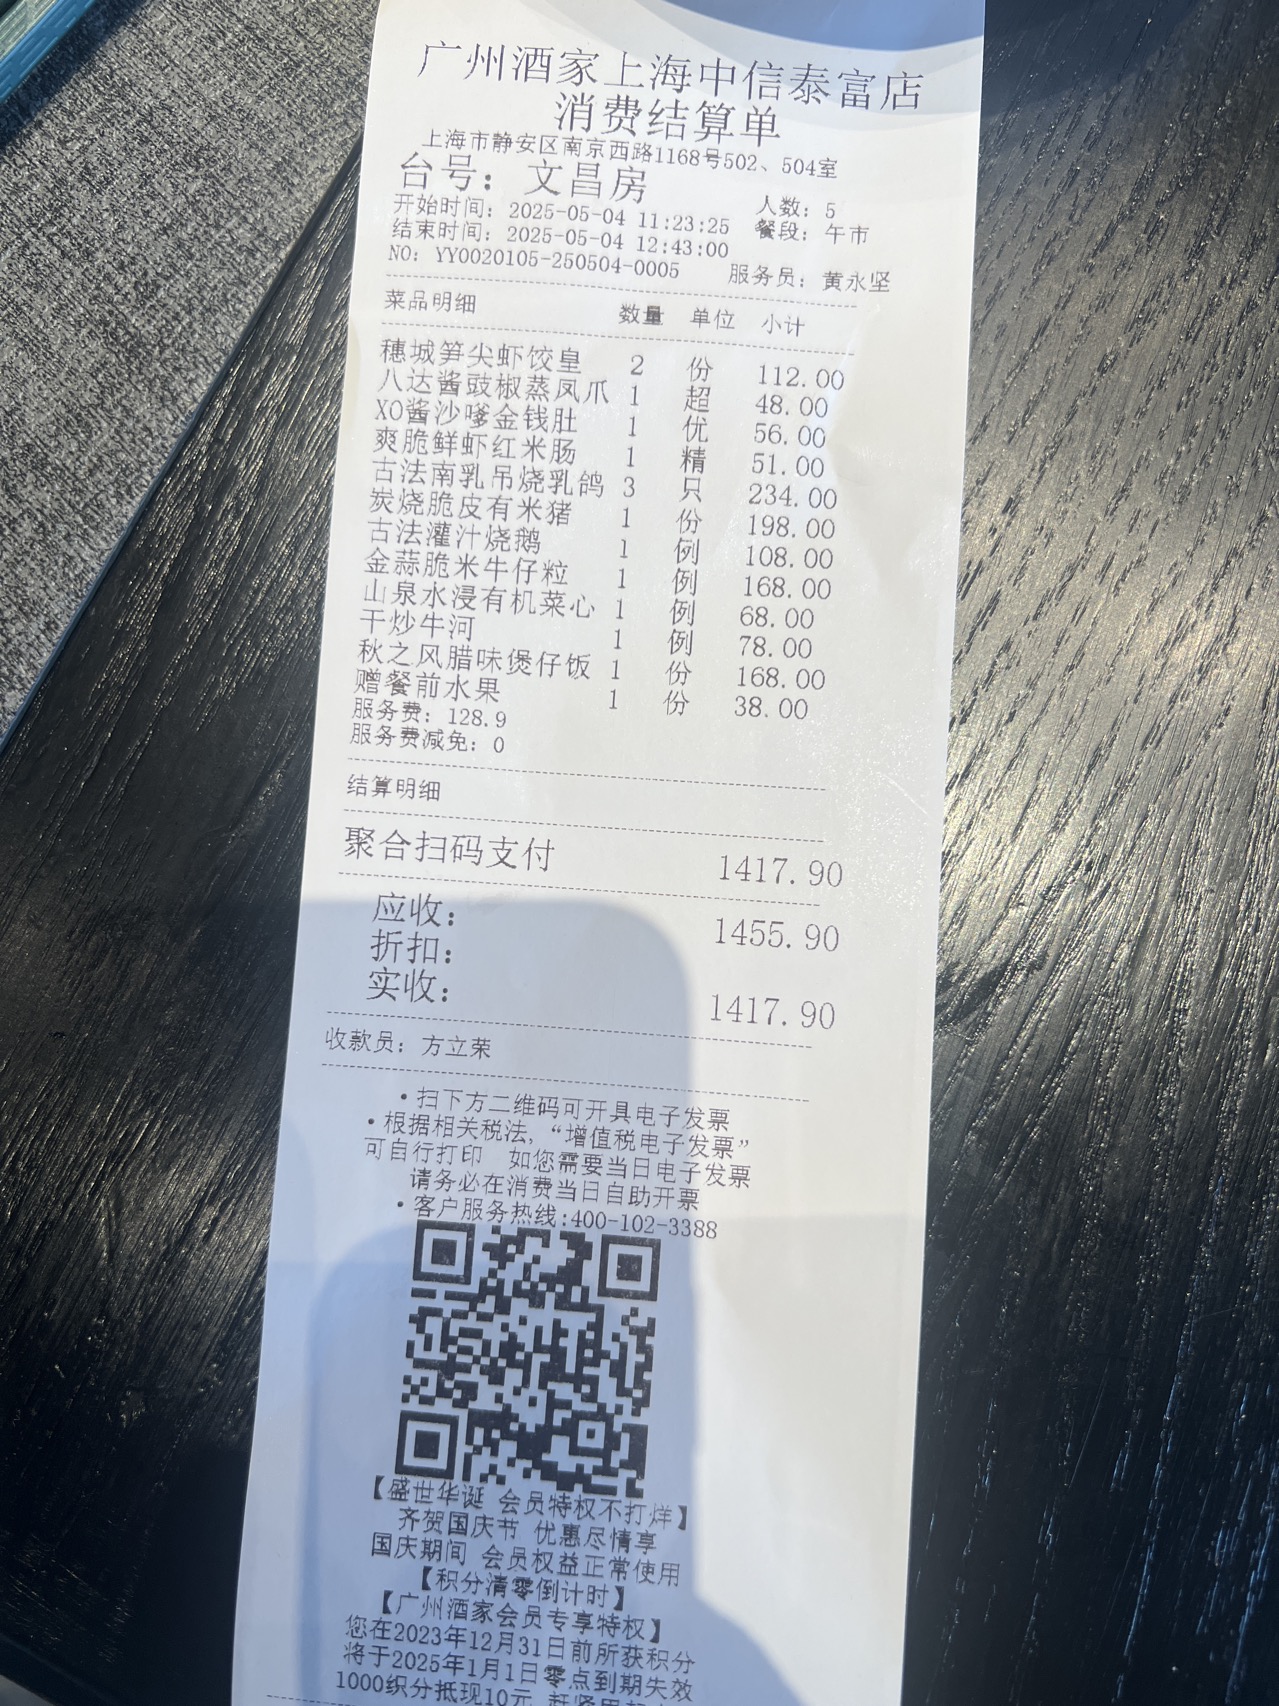 广州酒家上海中信泰富店
消费结算单
上海市静安区南京西路1168号502、504室
台号：文昌房 人数：5
开始时间：2025-05-04 11:23:25 餐段：午市
结束时间：2025-05-04 12:43:00
NO：YY0020105-250504-0005 服务员：黄永坚
菜品明细 数量 单位 小计
穗城笋尖虾饺皇 2 份 112.00
八达酱豉椒蒸凤爪 1 超 48.00
XO酱沙嗲金钱肚 1 优 56.00
爽脆鲜虾红米肠 1 精 51.00
古法南乳吊烧乳鸽 3 只 234.00
炭烧脆皮有米猪 1 份 198.00
古法灌汁烧鹅 1 例 108.00
金蒜脆米牛仔粒 1 例 168.00
山泉水浸有机菜心 1 例 68.00
干炒牛河 1 例 78.00
秋之风腊味煲仔饭 1 份 168.00
赠餐前水果 1 份 38.00
服务费：128.9
服务费减免：0
结算明细
聚合扫码支付 1417.90
应收： 1455.90
折扣：
实收： 1417.90
收款员：方立荣
·扫下方二维码可开具电子发票
·根据相关税法，“增值税电子发票”
可自行打印 如您需要当日电子发票
请务必在消费当日自助开票
·客户服务热线:400-102-3388
【盛世华诞 会员特权不打烊】
齐贺国庆节 优惠尽情享
国庆期间 会员权益正常使用
【积分清零倒计时】
【广州酒家会员专享特权】
您在2023年12月31日前所获积分
将于2025年1月1日零点到期失效
1000积分抵现10元